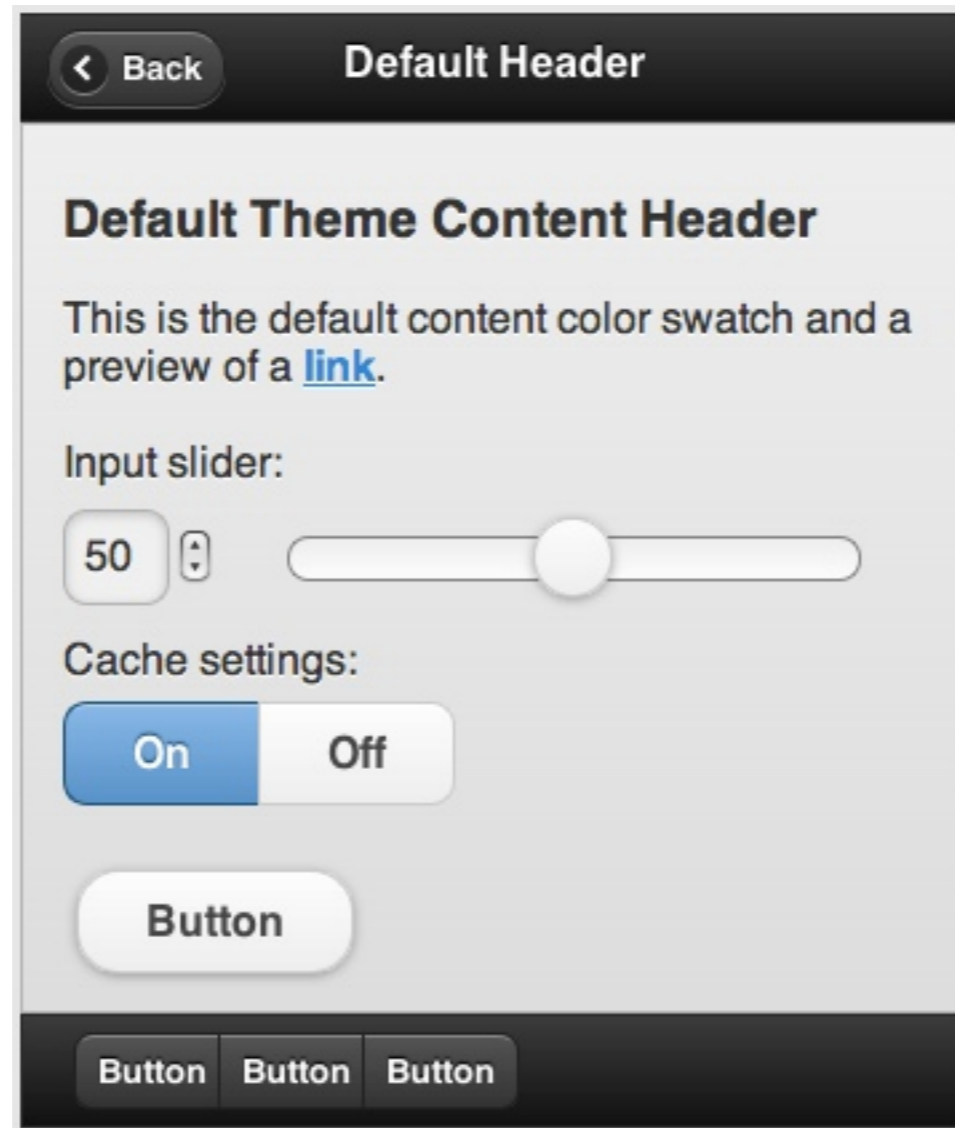 Back Default Header
Default Theme Content Header
This is the default content color swatch and a
preview of a link.
Input slider:
50
Cache settings:
On Off
Button
Button Button Button